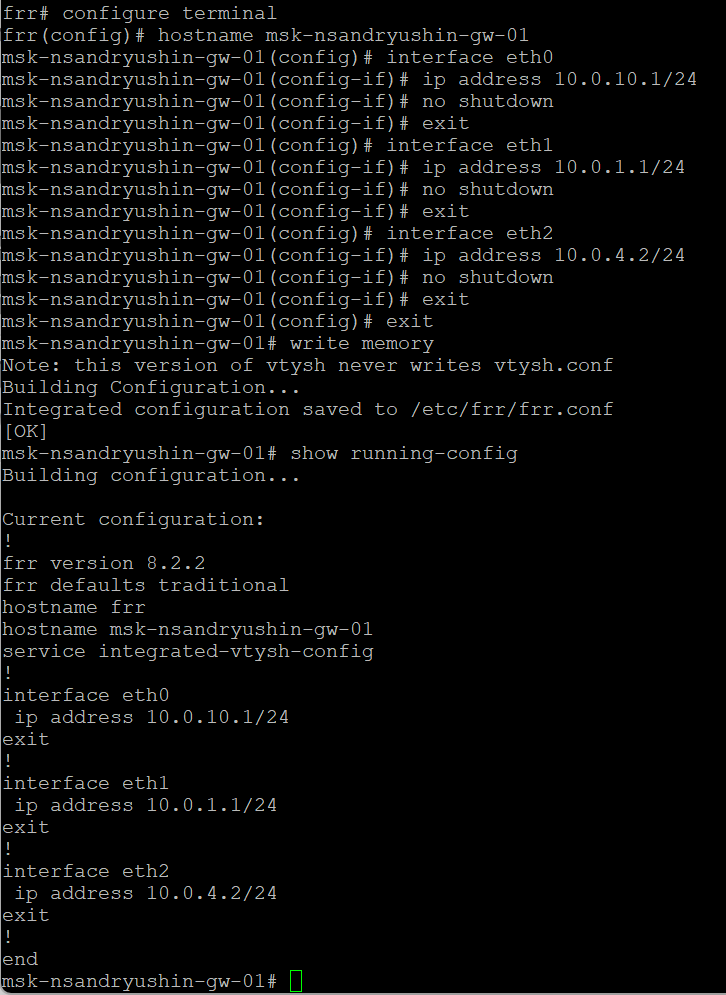 frr# configure terminal
frr(config)# hostname msk-nsandryushin-gw-01
msk-nsandryushin-gw-01(config)# interface eth0
msk-nsandryushin-gw-01(config-if)# ip address 10.0.10.1/24
msk-nsandryushin-gw-01(config-if)# no shutdown
msk-nsandryushin-gw-01(config-if)# exit
msk-nsandryushin-gw-01(config)# interface eth1
msk-nsandryushin-gw-01(config-if)# ip address 10.0.1.1/24
msk-nsandryushin-gw-01(config-if)# no shutdown
msk-nsandryushin-gw-01(config-if)# exit
msk-nsandryushin-gw-01(config)# interface eth2
msk-nsandryushin-gw-01(config-if)# ip address 10.0.4.2/24
msk-nsandryushin-gw-01(config-if)# no shutdown
msk-nsandryushin-gw-01(config-if)# exit
msk-nsandryushin-gw-01(config)# exit
msk-nsandryushin-gw-01# write memory
Note: this version of vtysh never writes vtysh.conf
Building Configuration...
Integrated configuration saved to /etc/frr/frr.conf
[OK]
msk-nsandryushin-gw-01# show running-config
Building configuration...

Current configuration:
!
frr version 8.2.2
frr defaults traditional
hostname frr
hostname msk-nsandryushin-gw-01
service integrated-vtysh-config
!
interface eth0
 ip address 10.0.10.1/24
exit
!
interface eth1
 ip address 10.0.1.1/24
exit
!
interface eth2
 ip address 10.0.4.2/24
exit
!
end
msk-nsandryushin-gw-01#